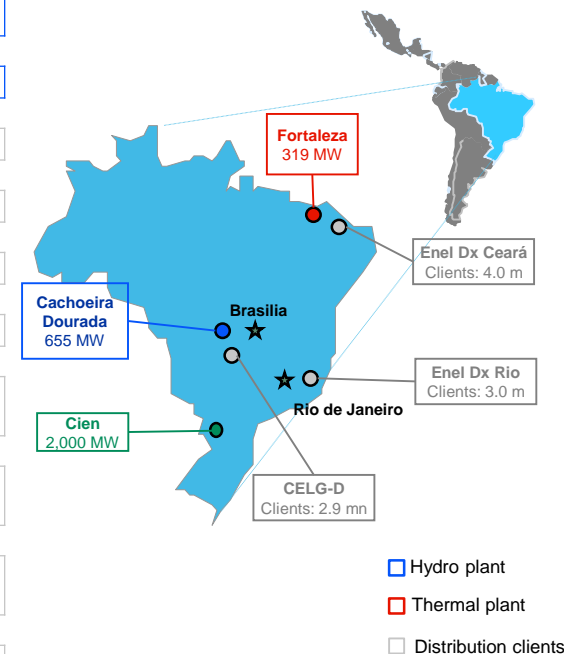 Fortaleza
319 MW
Enel Dx Ceará
Clients: 4.0 m
Cachoeira
Dourada
655 MW
Brasilia
Enel Dx Rio
Clients: 3.0 m
Rio de Janeiro
Cien
2,000 MW
CELG-D
Clients: 2.9 mn
Hydro plant
Thermal plant
Distribution clients